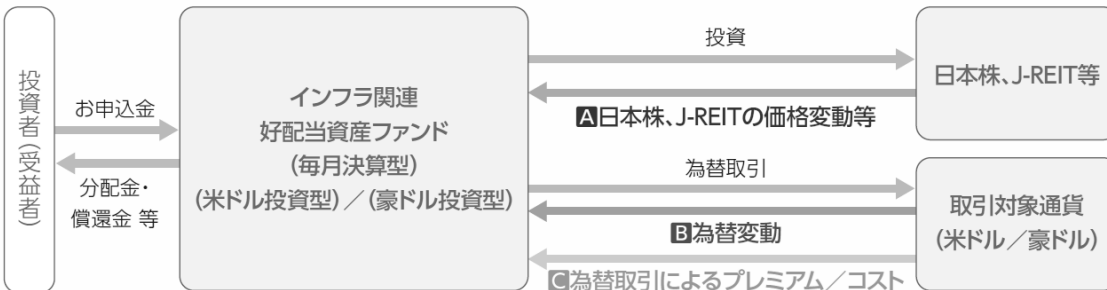 投資者（受益者）
お申込金
分配金・
償還金 等
インフラ関連
好配当資産ファンド
（毎月決算型）
（米ドル投資型）／（豪ドル投資型）
投資
A日本株、J-REITの価格変動等
為替取引
B為替変動
C為替取引によるプレミアム／コスト
日本株、J-REIT等
取引対象通貨
（米ドル／豪ドル）